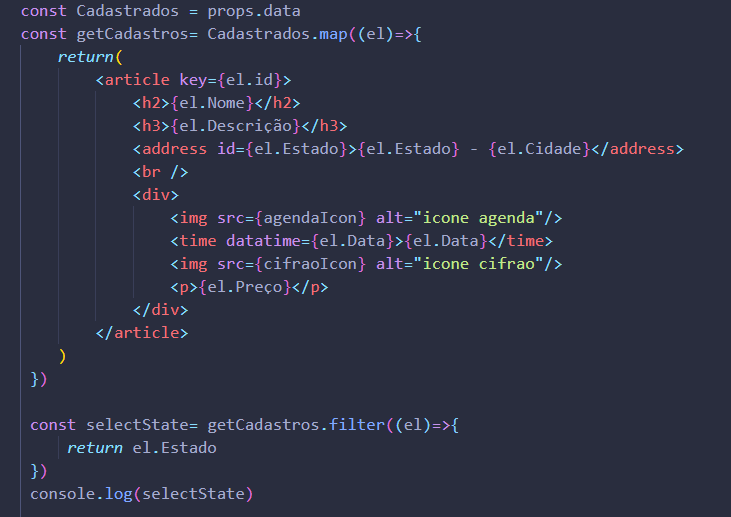 const Cadastrados = props.data
const getCadastros= Cadastrados.map((el)=>{
return(
<article key={el.id}>
<h2>{el.Nome}</h2>
<h3>{el.Descrição}</h3>
<address id={el.Estado}>{el.Estado} - {el.Cidade}</address>
<br />
<div>
<img src={agendaIcon} alt="icone agenda"/>
<time datatime={el.Data}>{el.Data}</time>
<img src={cifraoIcon} alt="icone cifrao"/>
<p>{el.Preço}</p>
</div>
</article>
)
})
const selectState= getCadastros.filter((el)=>{
return el.Estado
})
console.log(selectState)